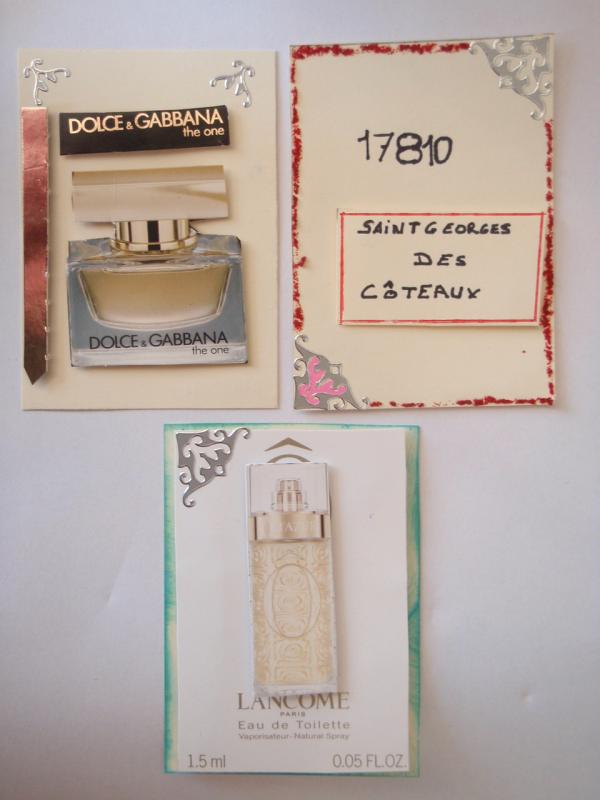 DOLCE & GABBANA
the one
DOLCE & GABBANA
the one
17810
SAINT GEORGES
DES
CÔTEAUX
LANCÔME
PARIS
Eau de Toilette
Vaporisateur - Natural Spray
1.5 ml 0.05 FL.OZ.